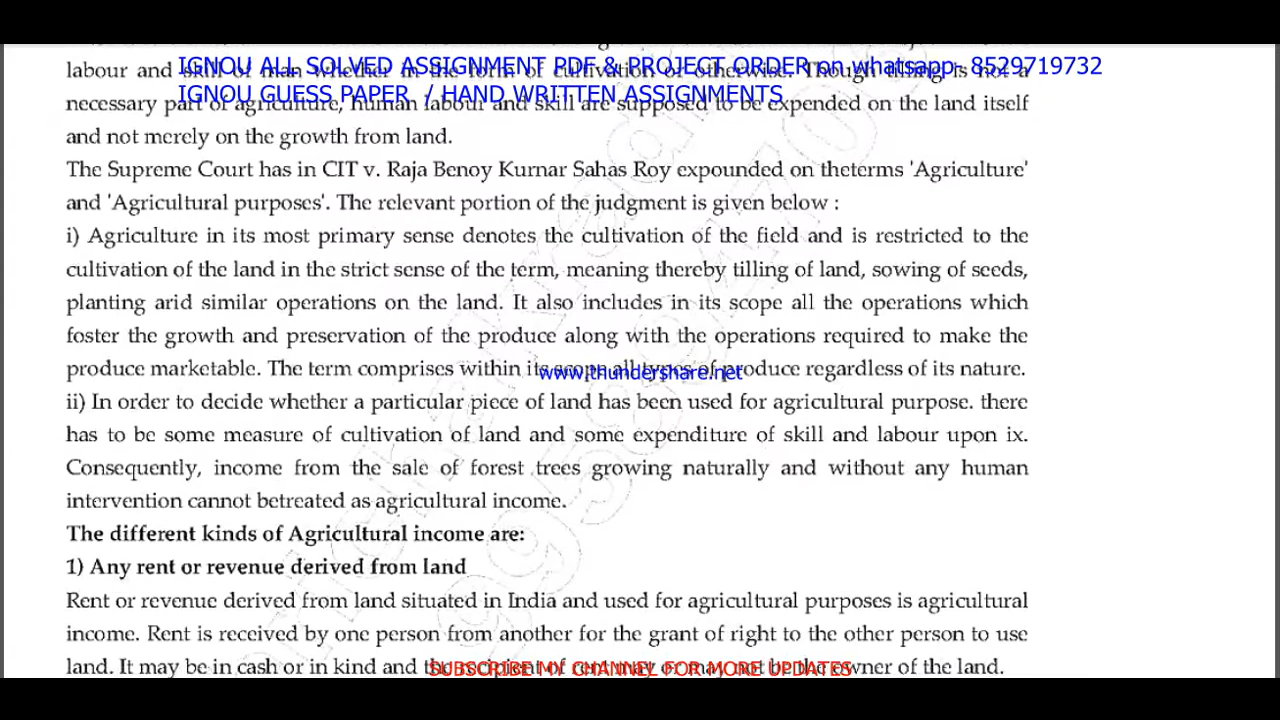 IGNOU ALL SOLVED ASSIGNMENT PDF & PROJECT ORDER on whatsapp- 8529719732
labour and skill of man whether in the form of cultivation or otherwise. Though tilling is not a
IGNOU GUESS PAPER / HAND WRITTEN ASSIGNMENTS
necessary part of agriculture, human labour and skill are supposed to be expended on the land itself
and not merely on the growth from land.
The Supreme Court has in CIT v. Raja Benoy Kurnar Sahas Roy expounded on theterms 'Agriculture'
and 'Agricultural purposes'. The relevant portion of the judgment is given below :
i) Agriculture in its most primary sense denotes the cultivation of the field and is restricted to the
cultivation of the land in the strict sense of the term, meaning thereby tilling of land, sowing of seeds,
planting arid similar operations on the land. It also includes in its scope all the operations which
foster the growth and preservation of the produce along with the operations required to make the
produce marketable. The term comprises within its scope all types of produce regardless of its nature.
www.thundershare.net
ii) In order to decide whether a particular piece of land has been used for agricultural purpose. there
has to be some measure of cultivation of land and some expenditure of skill and labour upon ix.
Consequently, income from the sale of forest trees growing naturally and without any human
intervention cannot betreated as agricultural income.
The different kinds of Agricultural income are:
1) Any rent or revenue derived from land
Rent or revenue derived from land situated in India and used for agricultural purposes is agricultural
income. Rent is received by one person from another for the grant of right to the other person to use
land. It may be in cash or in kind and the recipient of rent may or may not be the owner of the land.
SUBSCRIBE MY CHANNEL FOR MORE UPDATES